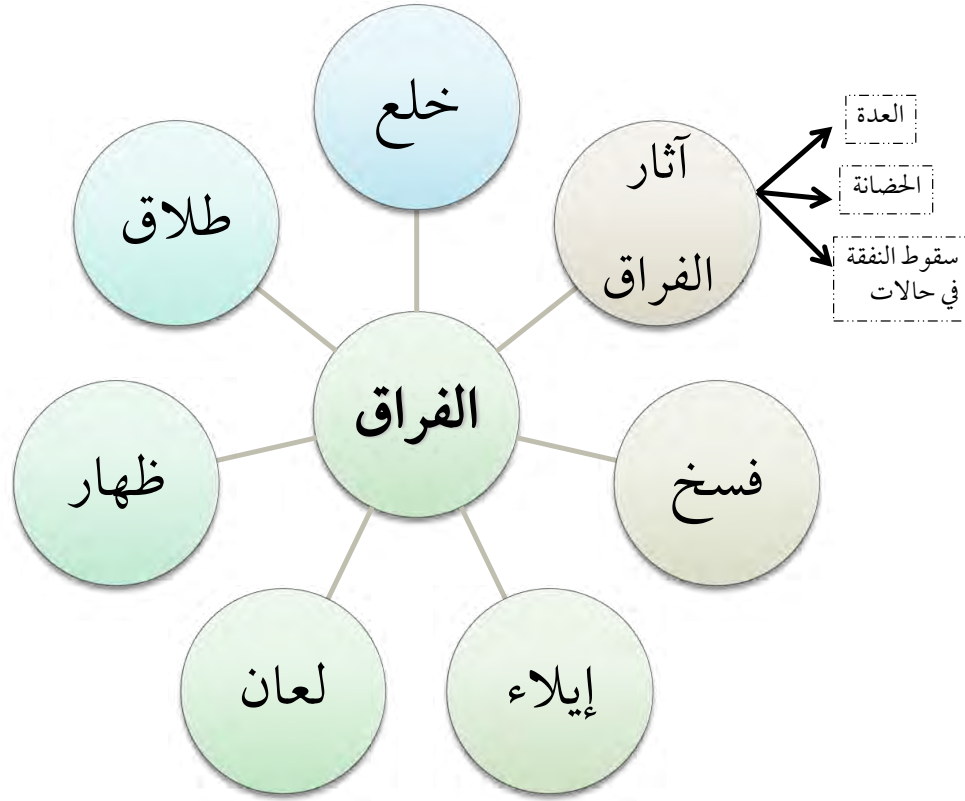 خلع
آثار
الفراق
العدة
الحضانة
سقوط النفقة
في حالات
طلاق
الفراق
ظهار
فسخ
لعان
إيلاء